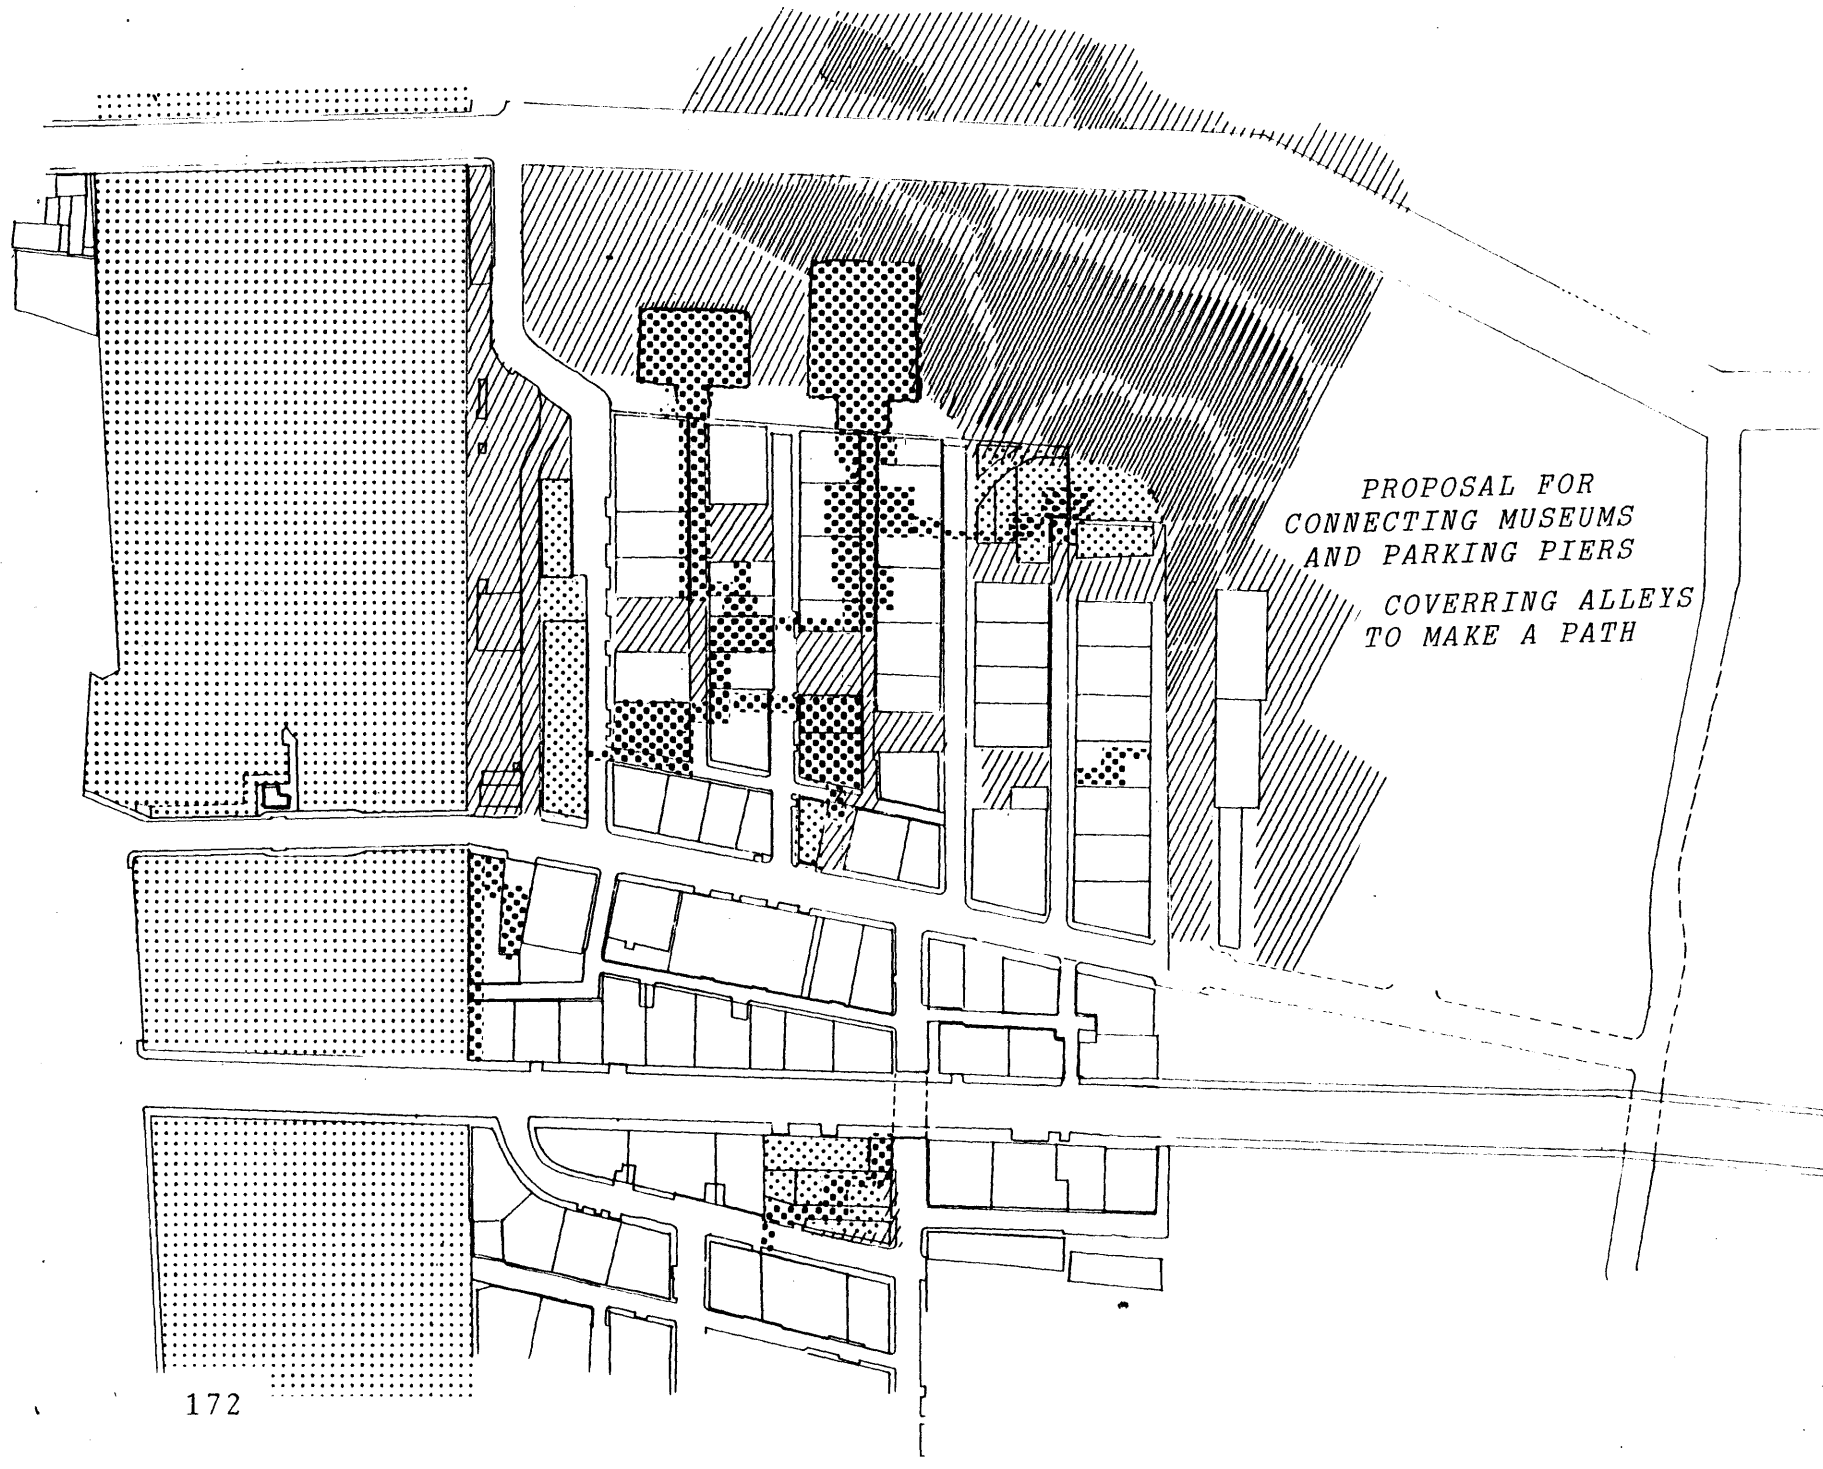 PROPOSAL FOR
CONNECTING MUSEUMS
AND PARKING PIERS
COVERRING ALLEYS
TO MAKE A PATH
172